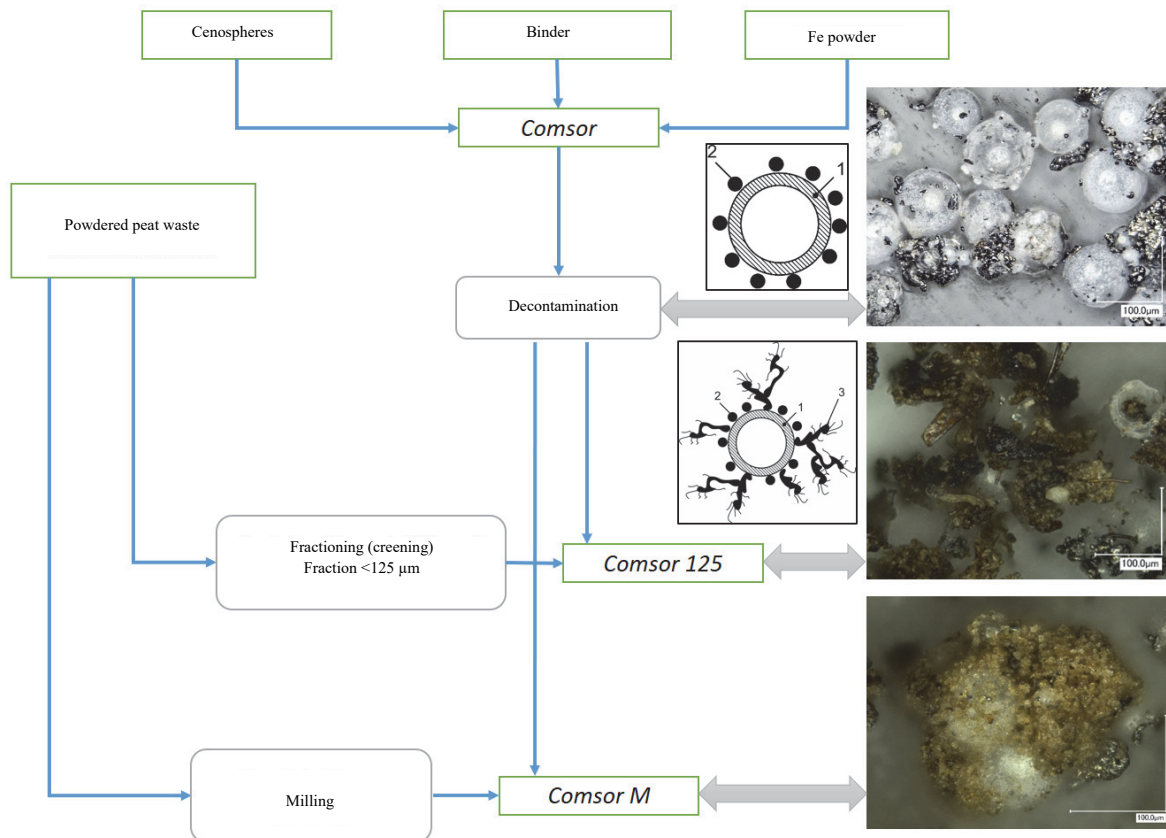 Cenospheres
Binder
Fe powder
Comsor
2
1
100.0µm
Powdered peat waste
Decontamination
2
1
3
100.0µm
Fractioning (creening)
Fraction <125 µm
Comsor 125
100.0µm
Milling
Comsor M